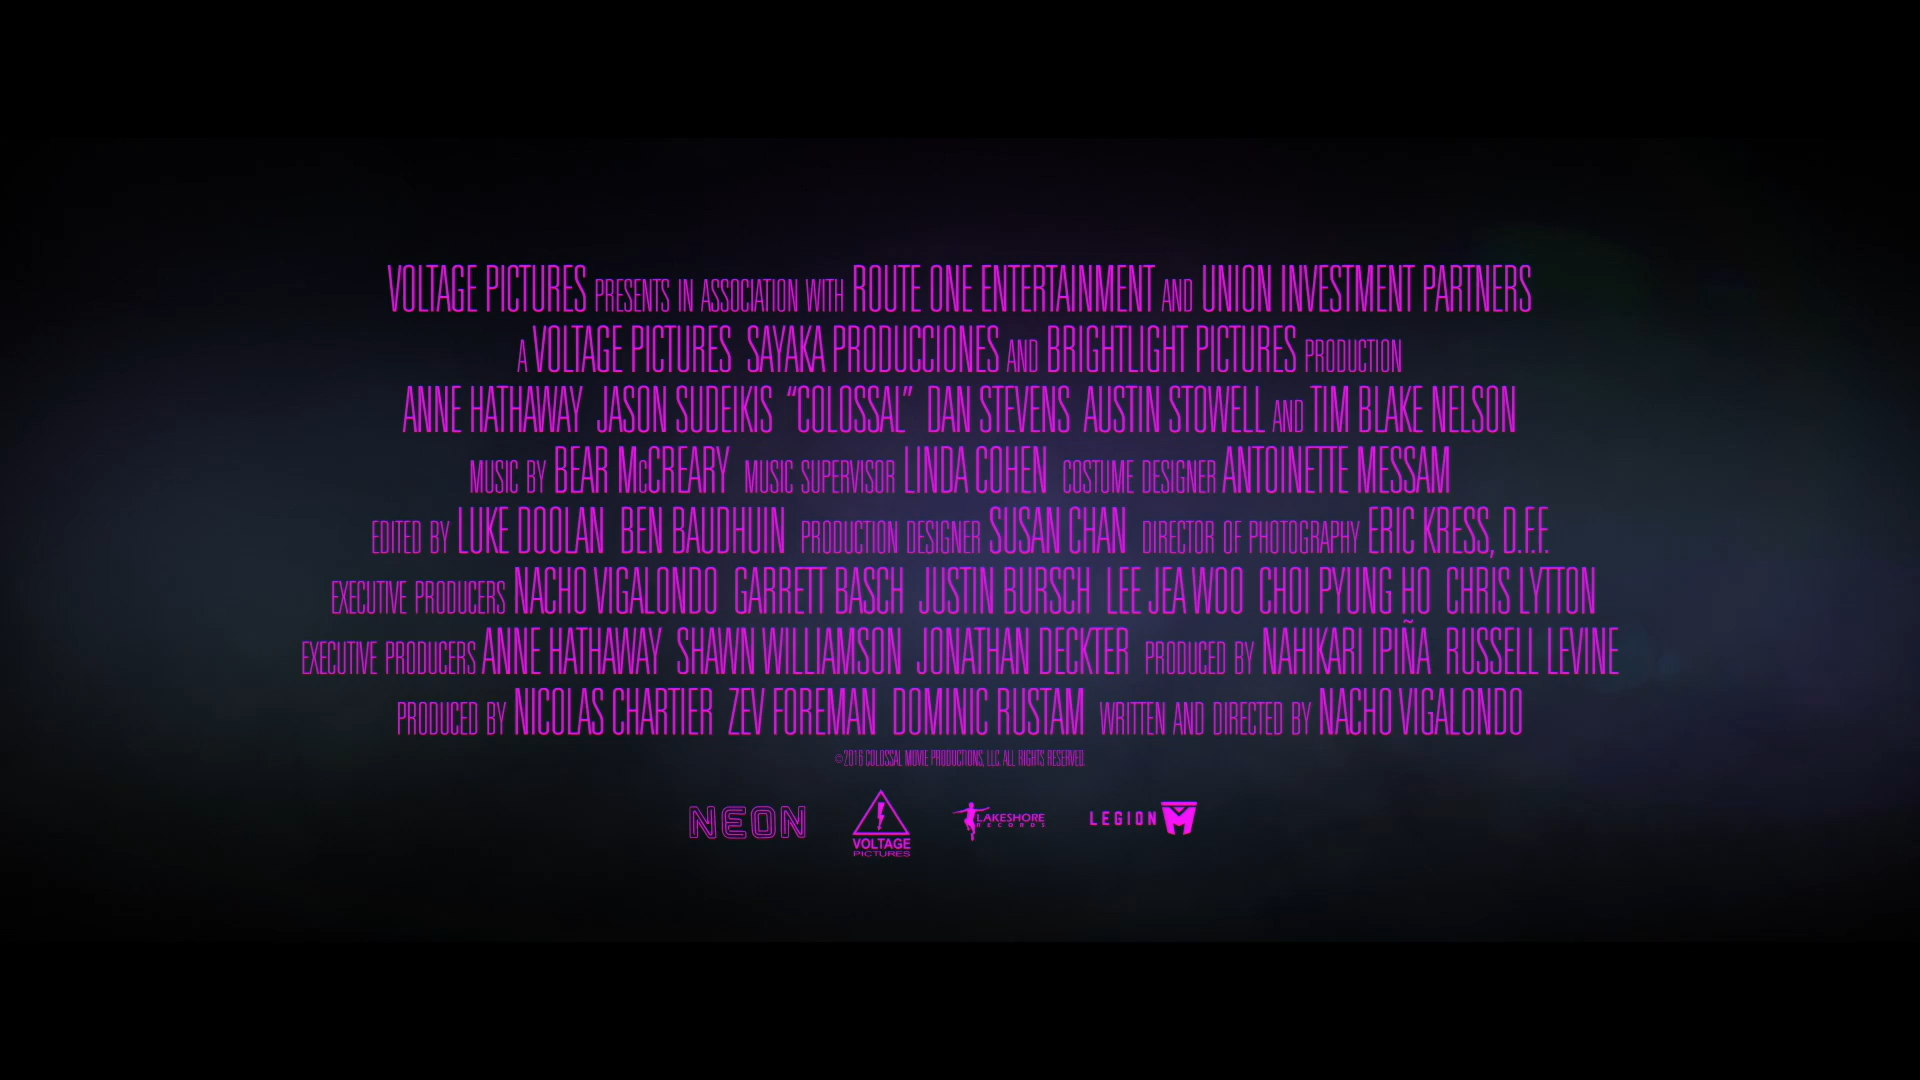 VOLTAGE PICTURES PRESENTS IN ASSOCIATION WITH ROUTE ONE ENTERTAINMENT AND UNION INVESTMENT PARTNERS
A VOLTAGE PICTURES SAYAKA PRODUCCIONES AND BRIGHTLIGHT PICTURES PRODUCTION
ANNE HATHAWAY JASON SUDEIKIS “COLOSSAL” DAN STEVENS AUSTIN STOWELL AND TIM BLAKE NELSON
MUSIC BY BEAR McCREARY MUSIC SUPERVISOR LINDA COHEN COSTUME DESIGNER ANTOINETTE MESSAM
EDITED BY LUKE DOOLAN BEN BAUDHUIN PRODUCTION DESIGNER SUSAN CHAN DIRECTOR OF PHOTOGRAPHY ERIC KRESS, D.F.F.
EXECUTIVE PRODUCERS NACHO VIGALONDO GARRETT BASCH JUSTIN BURSCH LEE JEA WOO CHOI PYUNG HO CHRIS LYTTON
EXECUTIVE PRODUCERS ANNE HATHAWAY SHAWN WILLIAMSON JONATHAN DECKTER PRODUCED BY NAHIKARI IPIÑA RUSSELL LEVINE
PRODUCED BY NICOLAS CHARTIER ZEV FOREMAN DOMINIC RUSTAM WRITTEN AND DIRECTED BY NACHO VIGALONDO
©2016 COLOSSAL MOVIE PRODUCTIONS, LLC. ALL RIGHTS RESERVED.
NEON VOLTAGE PICTURES LAKESHORE RECORDS LEGION M